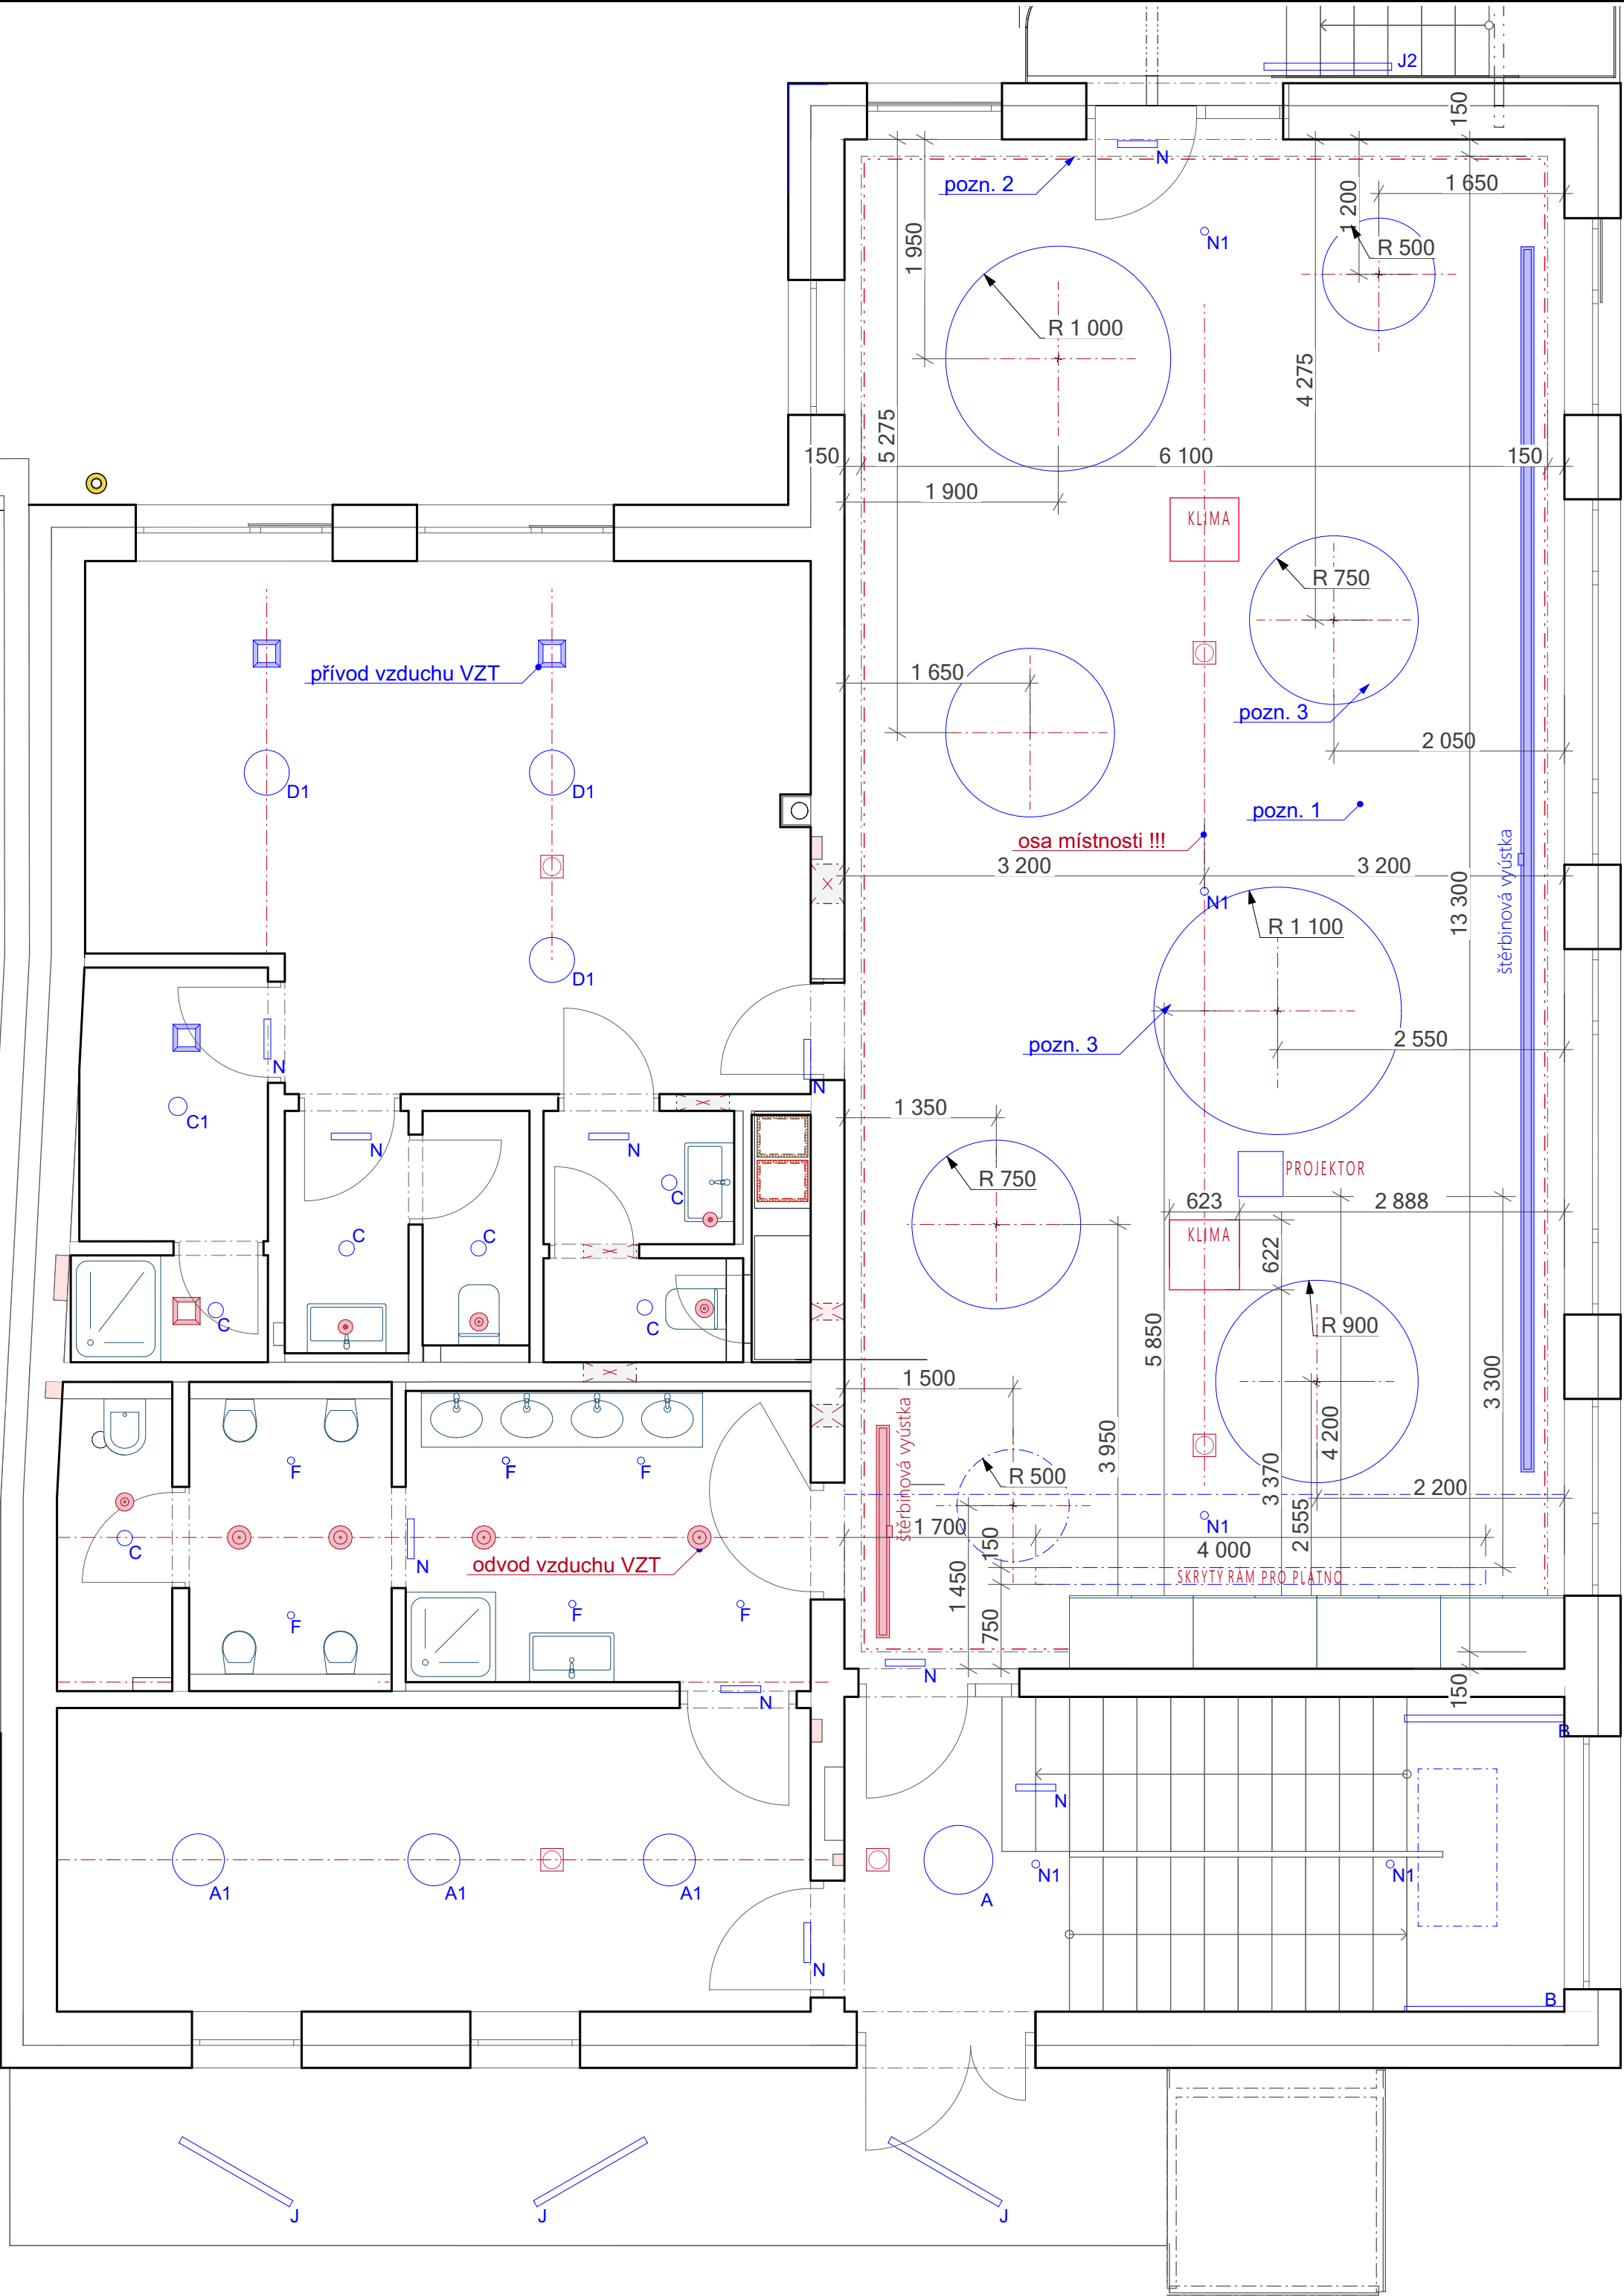 J2
150
N
pozn. 2
1 650
1 200
R 500
N1
1 950
R 1 000
4 275
5 275
150
6 100
150
1 900
KLIMA
R 750
1 650
přívod vzduchu VZT
pozn. 3
2 050
D1
D1
pozn. 1
osa místnosti !!!
3 200
3 200
štěrbinová vyústka
13 300
N1
R 1 100
D1
pozn. 3
2 550
N
N
C1
1 350
N
N
PROJEKTOR
R 750
C
623
2 888
KLIMA
622
C
C
C
C
R 900
5 850
3 300
1 500
štěrbinová vyústka
4 200
3 950
F
F
F
R 500
3 370
2 200
N1
1 700
150
2 555
4 000
C
N
odvod vzduchu VZT
SKRYTÝ RÁM PRO PLÁTNO
1 450
F
F
F
750
N
N
150
B
N
A1
A1
A1
A
N1
N1
N
B
J
J
J